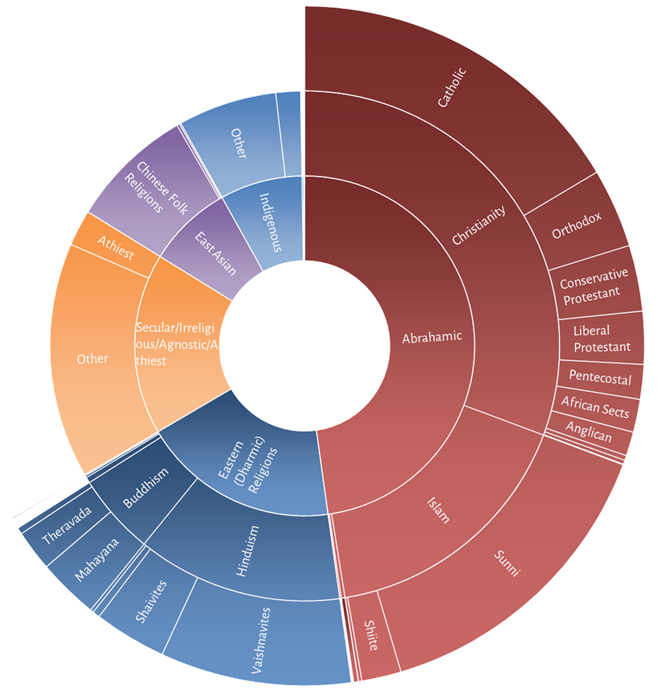 Catholic
Christianity
Orthodox
Conservative
Protestant
Liberal
Protestant
Pentecostal
African Sects
Anglican
Abrahamic
Islam
Sunni
Shiite
Eastern
(Dharmic)
Religions
Hinduism
Vaishnavites
Shaivites
Buddhism
Mahayana
Theravada
Secular/Irreligi
ous/Agnostic/A
thiest
Other
Athiest
East Asian
Chinese Folk
Religions
Indigenous
Other